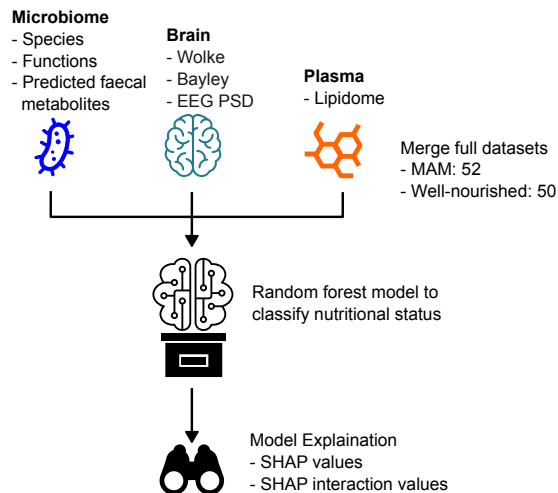 Microbiome
- Species
- Functions
- Predicted faecal
metabolites
Brain
- Wolke
- Bayley
- EEG PSD
Plasma
- Lipidome
Merge full datasets
- MAM: 52
- Well-nourished: 50
Random forest model to
classify nutritional status
Model Explaination
- SHAP values
- SHAP interaction values